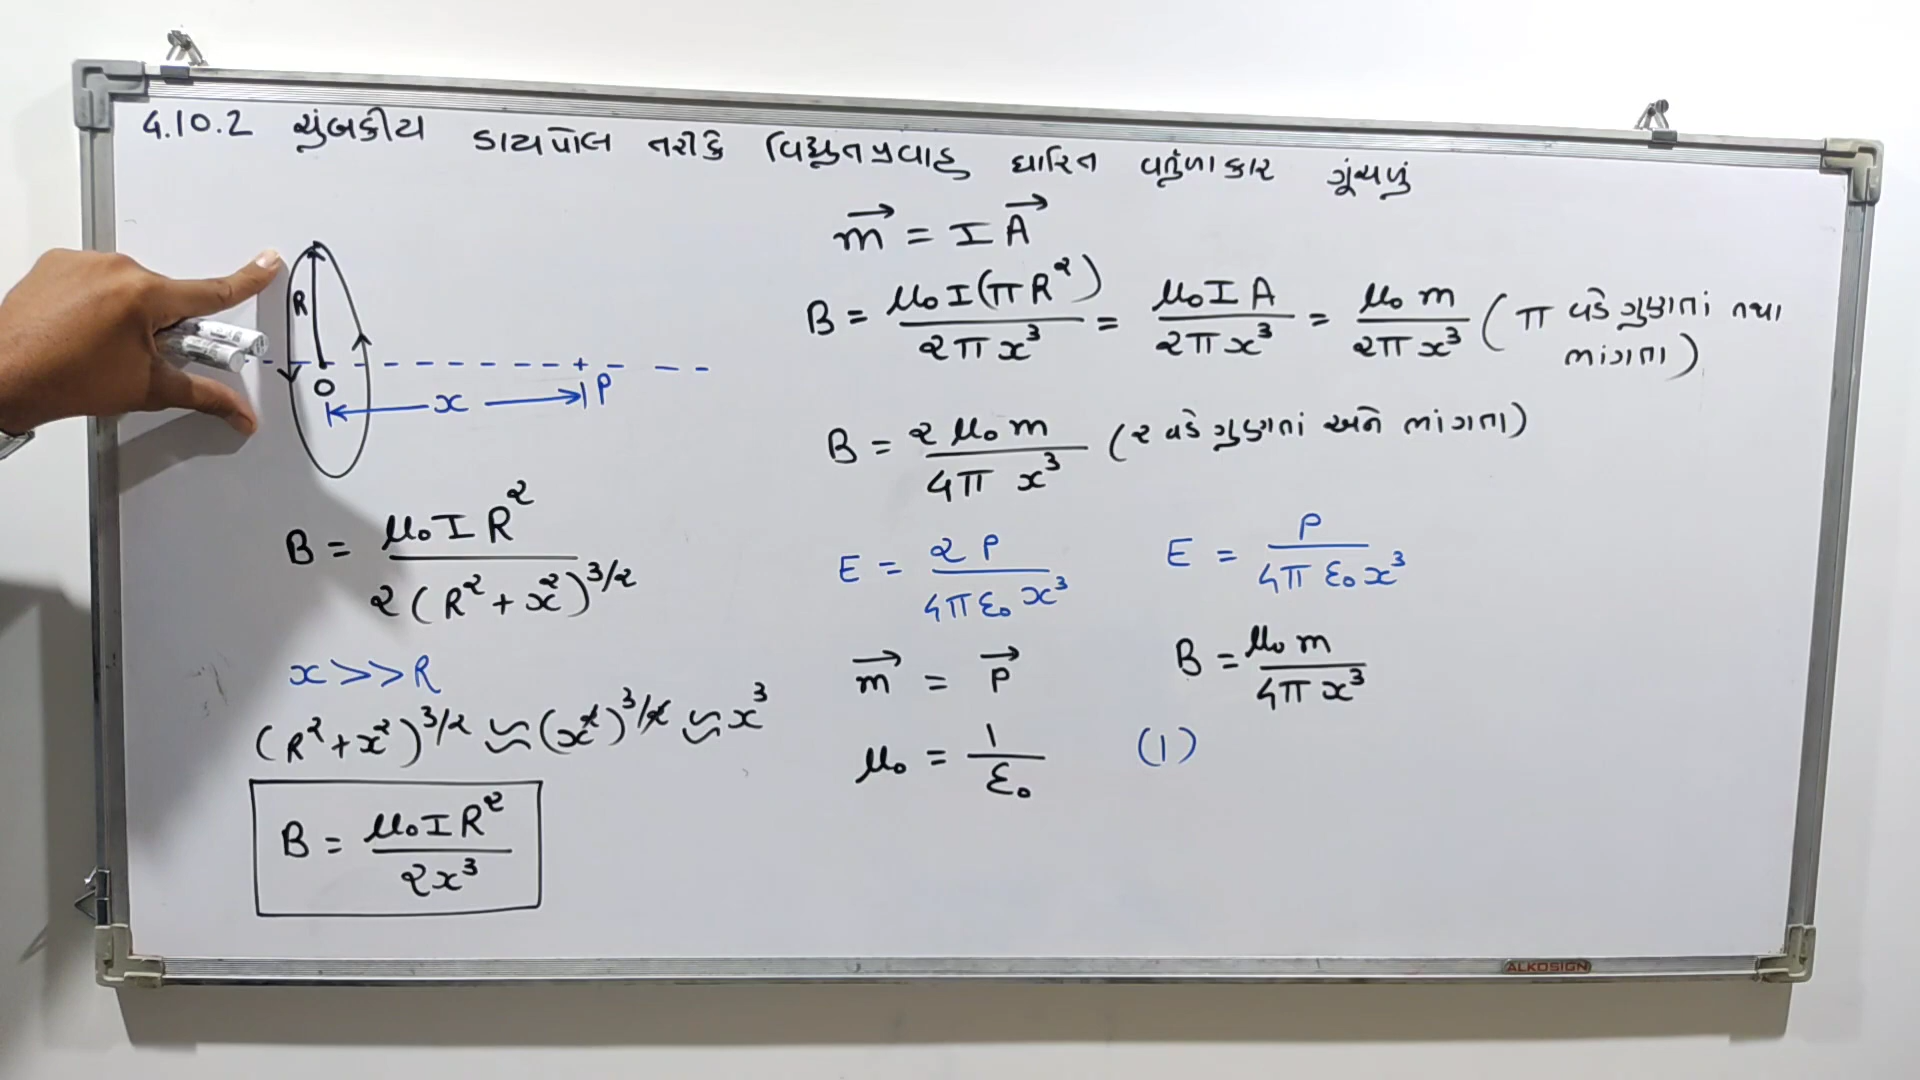 4.10.2 ચુંબકીય ડાયપોલ તરીકે વિદ્યુતપ્રવાહ ધારિત વર્તુળાકાર ગૂંચળું
R
O
x
P
B = μ₀IR² / 2(R²+x²)^3/2
x >> R
(R²+x²)^3/2 ≈ (x²)^3/2 ≈ x³
B = μ₀IR² / 2x³
m⃗ = I A⃗
B = μ₀I(πR²) / 2πx³ = μ₀IA / 2πx³ = μ₀m / 2πx³ (π વડે ગુણતાં તથા
ભાંગતા)
B = 2μ₀m / 4π x³ (2 વડે ગુણતાં અને ભાંગતા)
E = 2P / 4πε₀x³
E = P / 4πε₀x³
m⃗ = P⃗
B = μ₀m / 4πx³
μ₀ = 1 / ε₀
(1)
ALKOSIGN